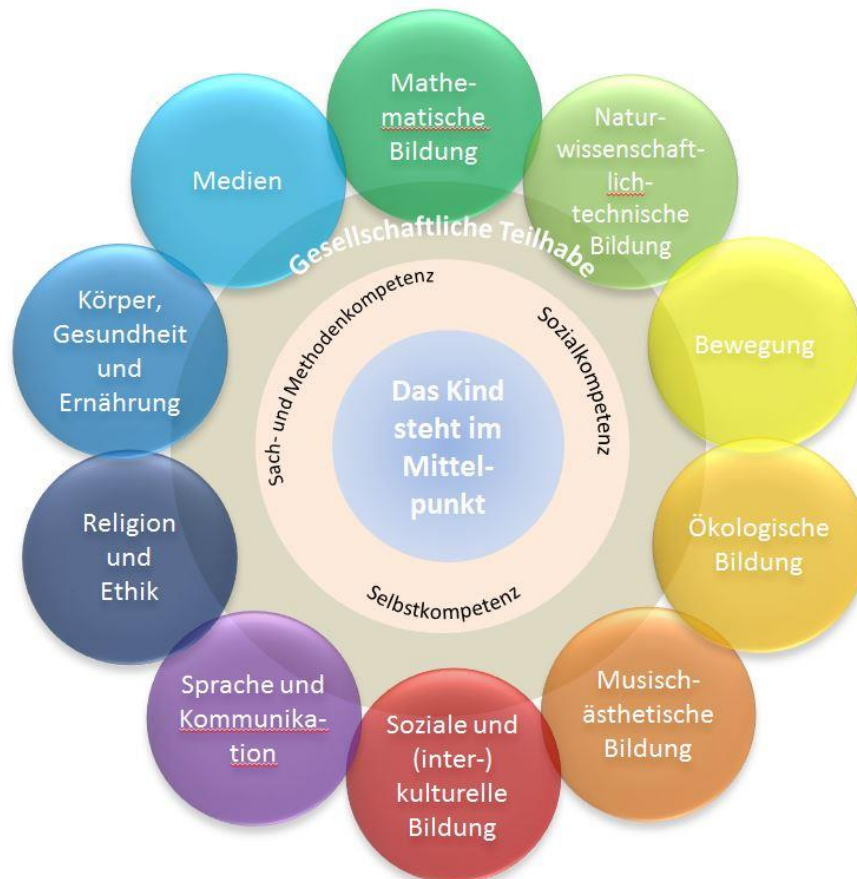 Mathe-
matische
Bildung
Natur-
wissenschaft-
lich-
technische
Bildung
Bewegung
Ökologische
Bildung
Musisch-
ästhetische
Bildung
Soziale und
(inter-)
kulturelle
Bildung
Sprache und
Kommunika-
tion
Religion
und
Ethik
Körper,
Gesundheit
und
Ernährung
Medien
Gesellschaftliche Teilhabe
Sach- und Methodenkompetenz
Sozialkompetenz
Selbstkompetenz
Das Kind
steht im
Mittel-
punkt